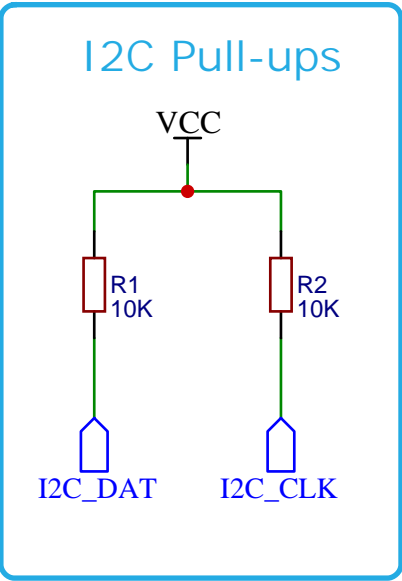 I2C Pull-ups
VCC
R1
10K
R2
10K
I2C_DAT
I2C_CLK